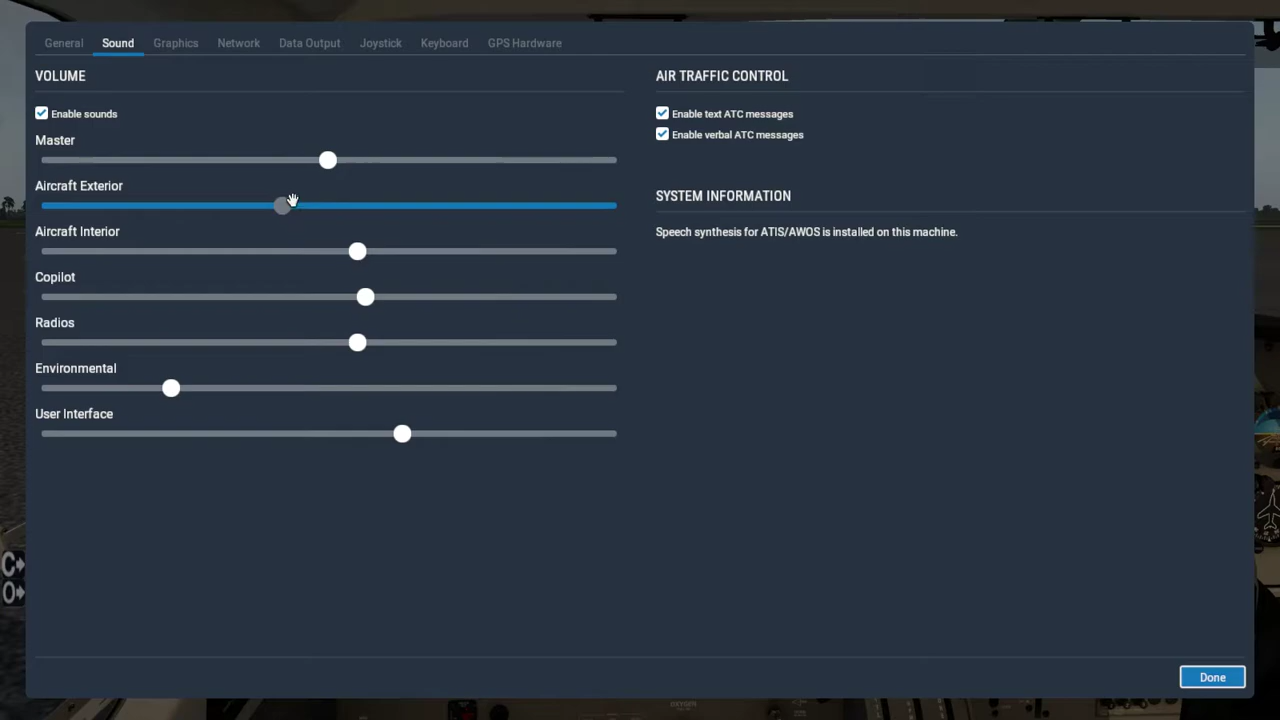 General Sound Graphics Network Data Output Joystick Keyboard GPS Hardware
VOLUME
Enable sounds
Master
Aircraft Exterior
Aircraft Interior
Copilot
Radios
Environmental
User Interface
AIR TRAFFIC CONTROL
Enable text ATC messages
Enable verbal ATC messages
SYSTEM INFORMATION
Speech synthesis for ATIS/AWOS is installed on this machine.
C
O
Done
OXYGEN